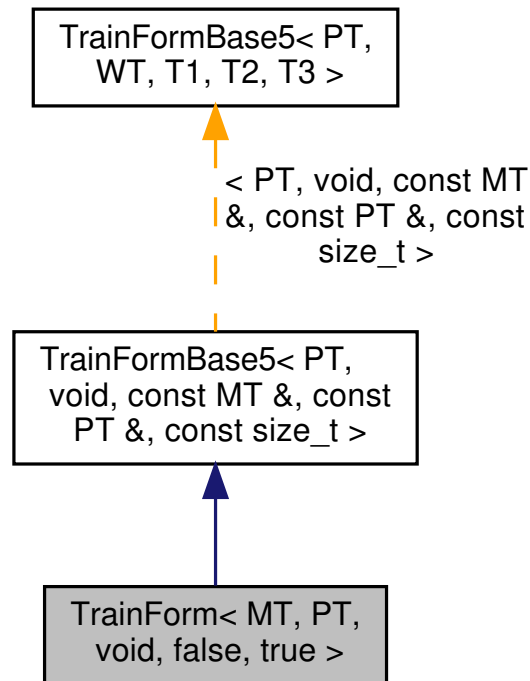 TrainFormBase5< PT,
WT, T1, T2, T3 >
< PT, void, const MT
&, const PT &, const
size_t >
TrainFormBase5< PT,
void, const MT &, const
PT &, const size_t >
TrainForm< MT, PT,
void, false, true >